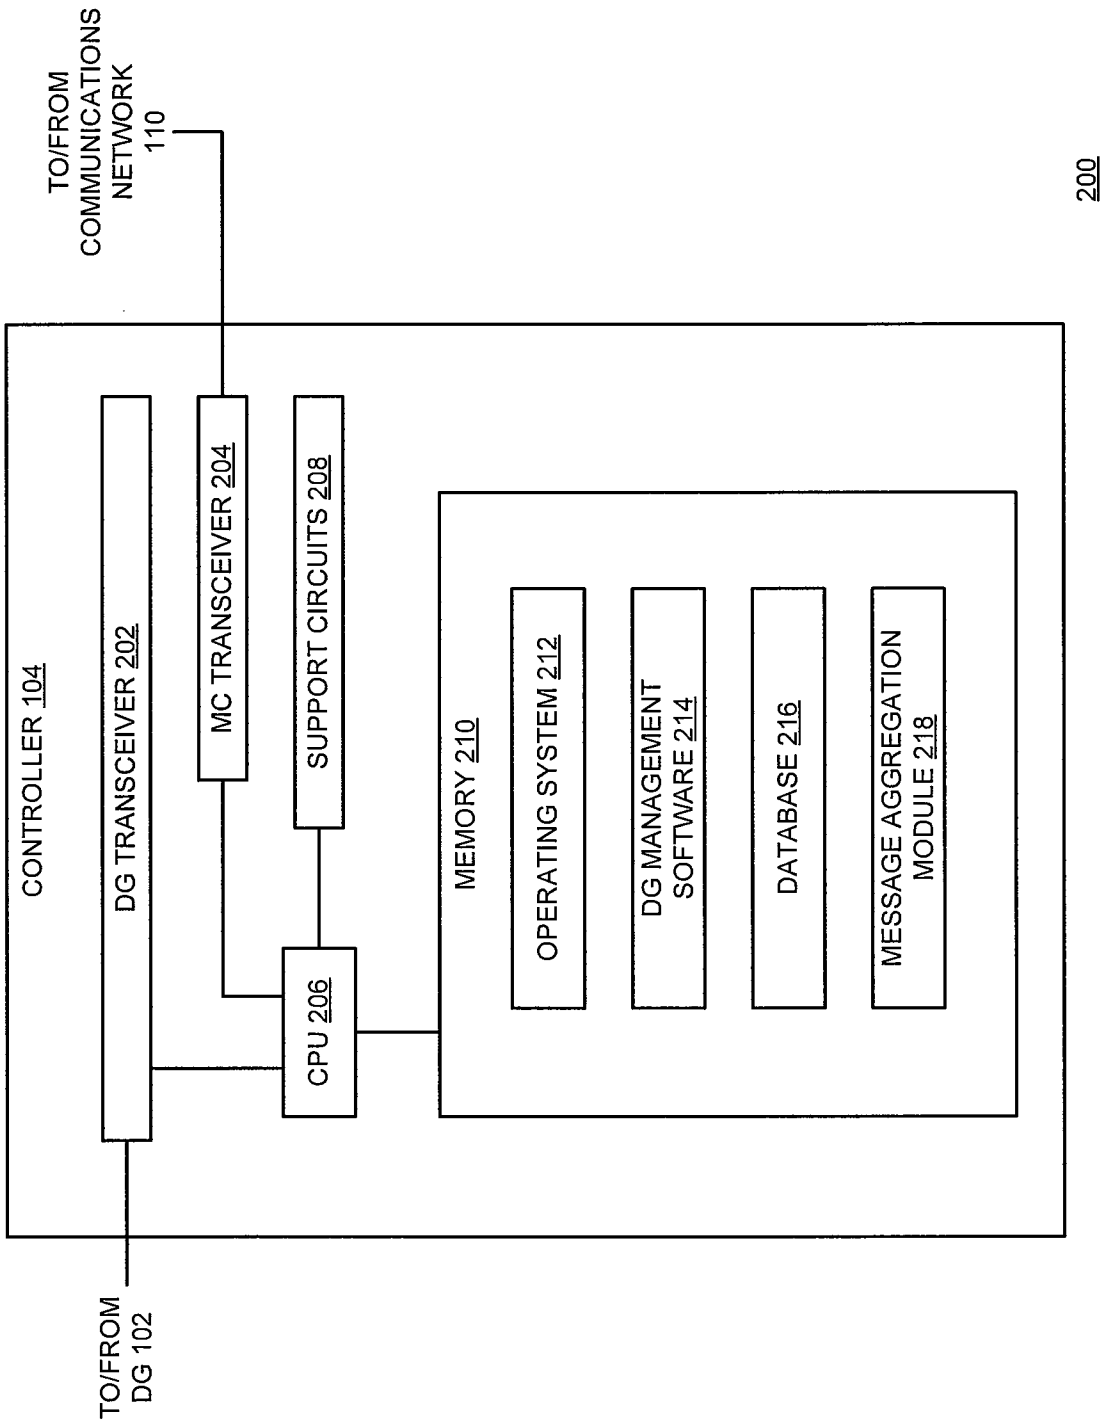 CONTROLLER 104
TO/FROM
DG 102
DG TRANSCEIVER 202
TO/FROM
COMMUNICATIONS
NETWORK
110
MC TRANSCEIVER 204
CPU 206
SUPPORT CIRCUITS 208
MEMORY 210
OPERATING SYSTEM 212
DG MANAGEMENT
SOFTWARE 214
DATABASE 216
MESSAGE AGGREGATION
MODULE 218
200